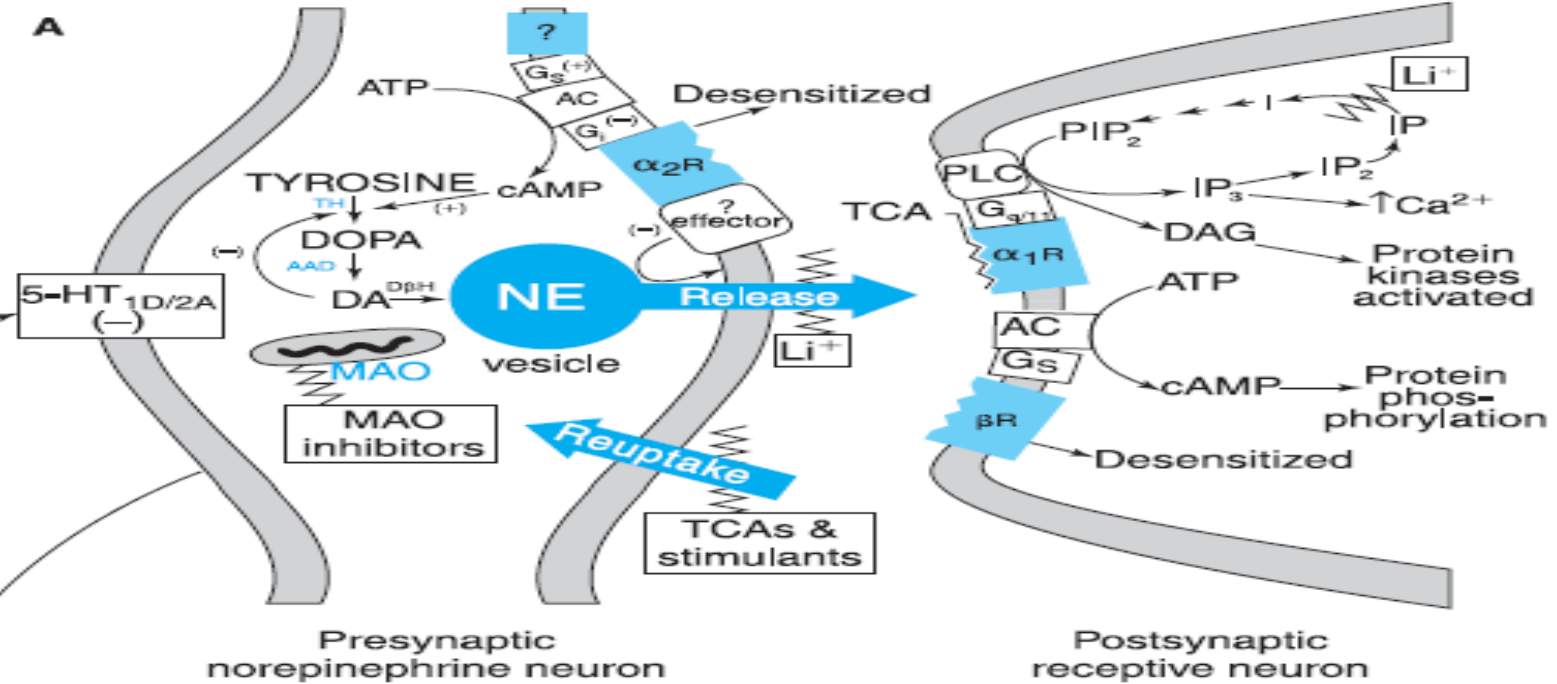 A
?
Gs(+)
ATP
AC
Desensitized
Gi(−)
α2R
TYROSINE
cAMP
TH
(+)
?
effector
(−)
DOPA
(−)
AAD
DA
DβH
NE
Release
vesicle
5-HT1D/2A
(−)
Li+
MAO
MAO
inhibitors
Reuptake
TCAs &
stimulants
Presynaptic
norepinephrine neuron
Li+
I
IP
PIP2
IP2
PLC
IP3
↑Ca2+
TCA
Gq/11
DAG
α1R
Protein
kinases
activated
ATP
AC
Gs
cAMP
Protein
phos-
phorylation
βR
Desensitized
Postsynaptic
receptive neuron